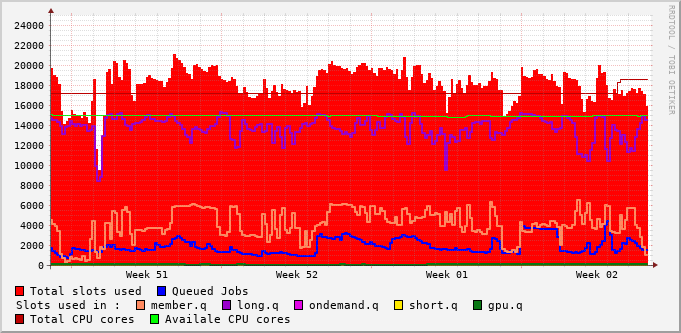 RRDTOOL / TOBI OETIKER
24000
22000
20000
18000
16000
14000
12000
10000
8000
6000
4000
2000
0
Week 51 Week 52 Week 01 Week 02
Total slots used Queued Jobs
Slots used in : member.q long.q ondemand.q short.q gpu.q
Total CPU cores Availale CPU cores